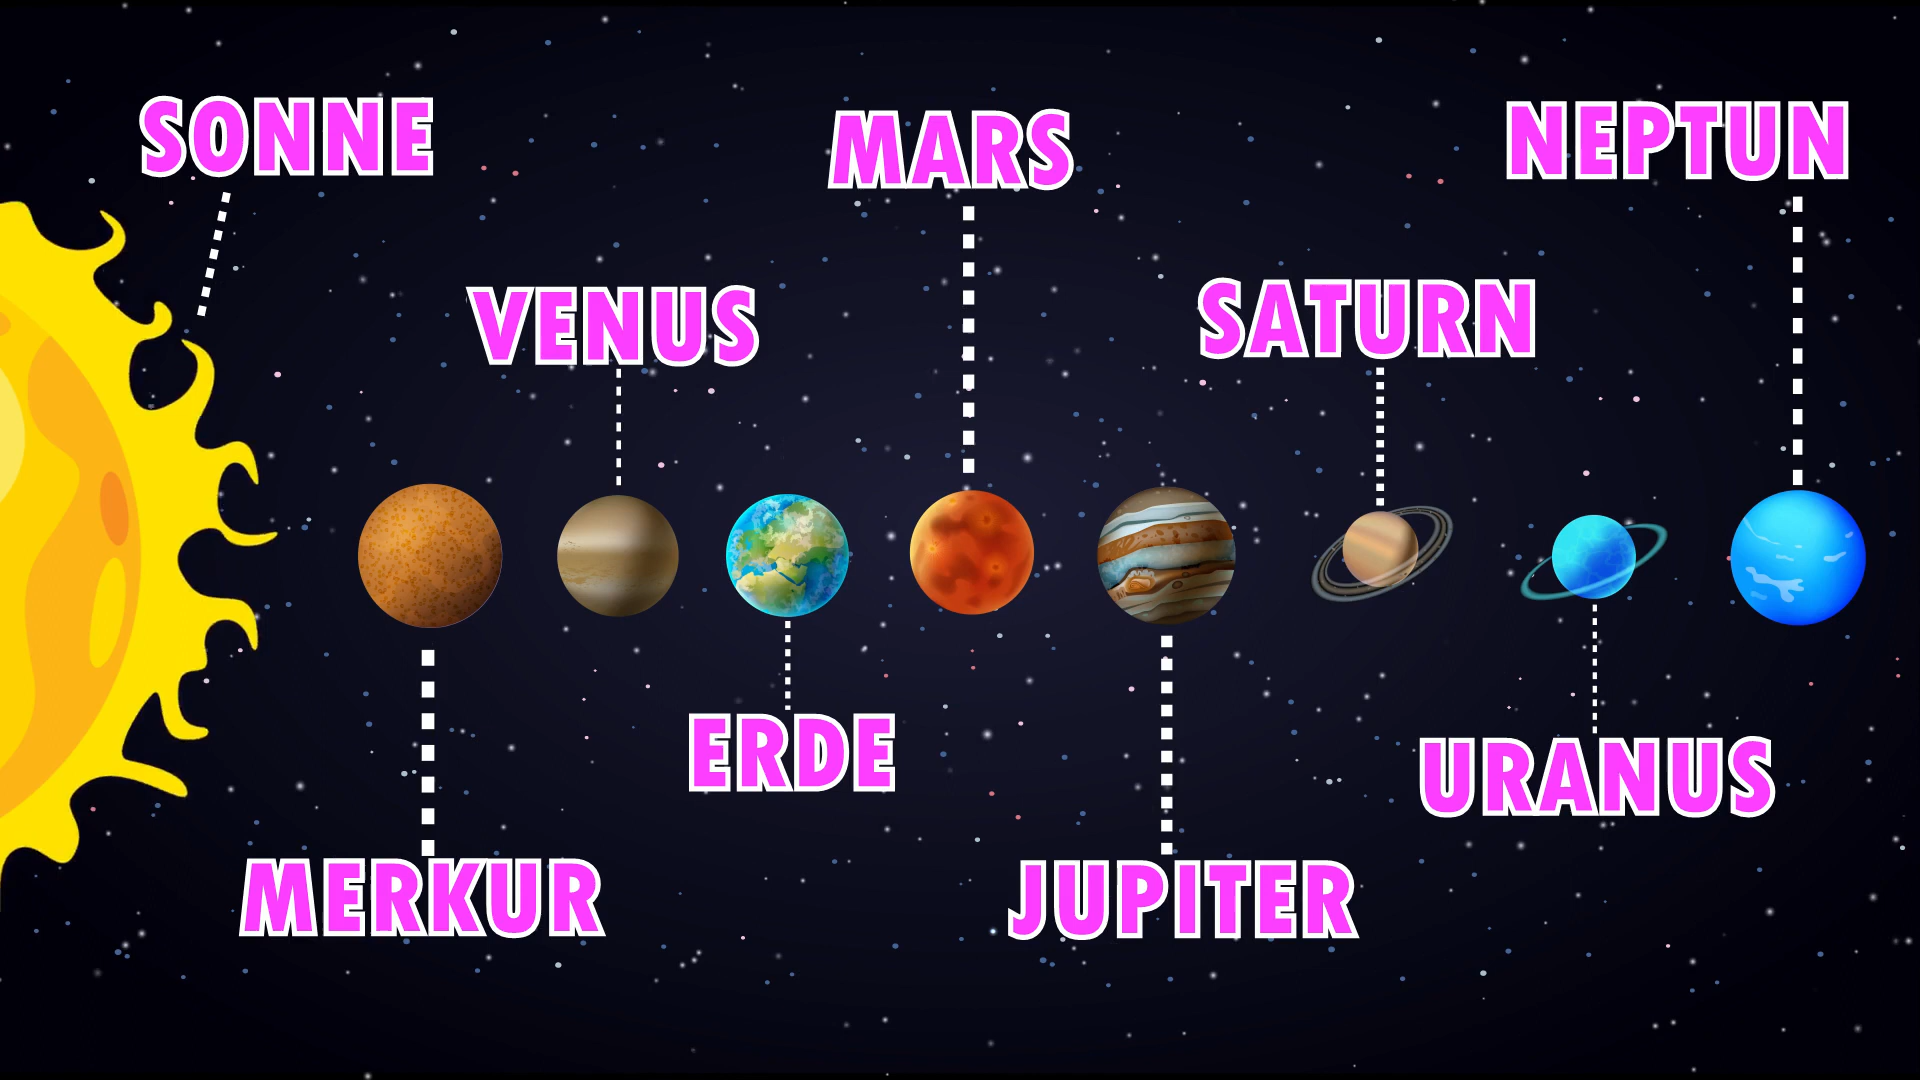 SONNE
MERKUR
VENUS
ERDE
MARS
JUPITER
SATURN
URANUS
NEPTUN